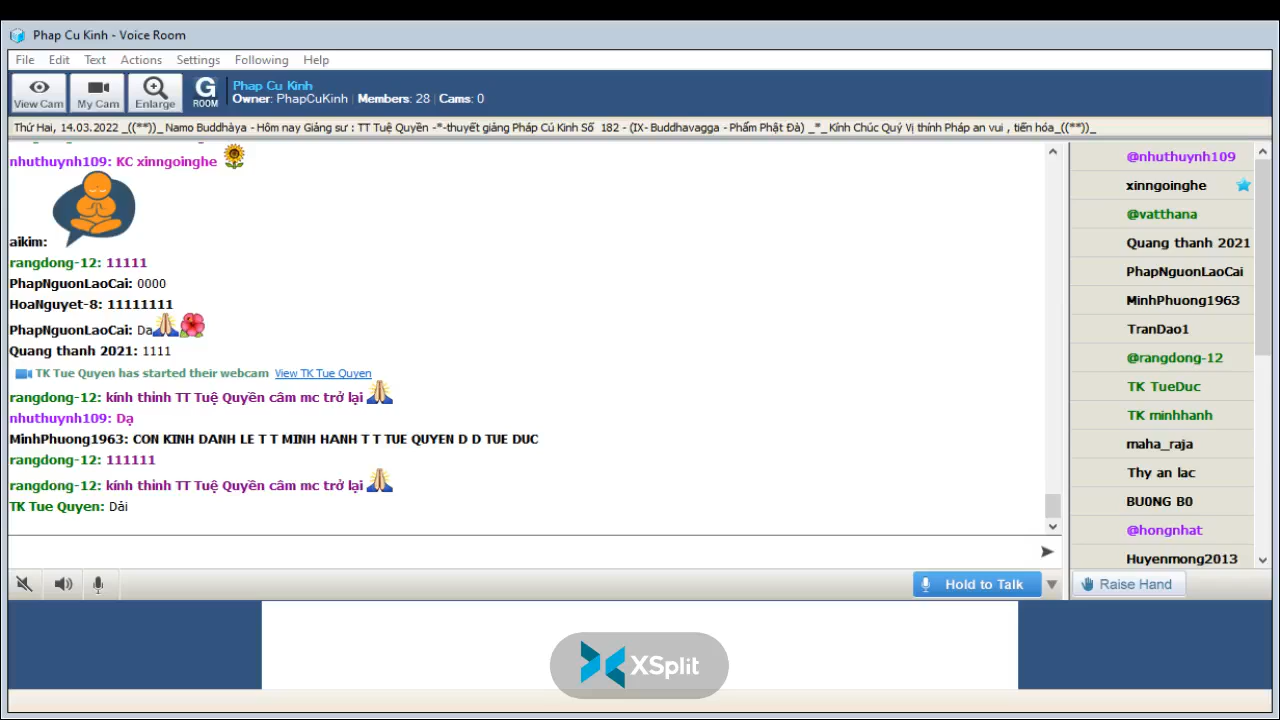 Phap Cu Kinh - Voice Room
File Edit Text Actions Settings Following Help
View Cam My Cam Enlarge G ROOM
Phap Cu Kinh
Owner: PhapCuKinh | Members: 28 | Cams: 0
Thứ Hai, 14.03.2022 _((**))_ Namo Buddhàya - Hôm nay Giảng sư : TT Tuệ Quyền -*-thuyết giảng Pháp Cú Kinh Số 182 - (IX- Buddhavagga - Phẩm Phật Đà) _*_ Kính Chúc Quý Vị thính Pháp an vui , tiến hóa_((**))_
nhuthuynh109: KC xinngoinghe
aikim:
rangdong-12: 11111
PhapNguonLaoCai: 0000
HoaNguyet-8: 11111111
PhapNguonLaoCai: Da
Quang thanh 2021: 1111
TK Tue Quyen has started their webcam View TK Tue Quyen
rangdong-12: kính thỉnh TT Tuệ Quyền câm mc trở lại
nhuthuynh109: Dạ
MinhPhuong1963: CON KINH DANH LE T T MINH HANH T T TUE QUYEN D D TUE DUC
rangdong-12: 111111
rangdong-12: kính thỉnh TT Tuệ Quyền câm mc trở lại
TK Tue Quyen: Dải
@nhuthuynh109
xinngoinghe
@vatthana
Quang thanh 2021
PhapNguonLaoCai
MinhPhuong1963
TranDao1
@rangdong-12
TK TueDuc
TK minhhanh
maha_raja
Thy an lac
BU0NG B0
@hongnhat
Huyenmong2013
Hold to Talk
Raise Hand
XSplit